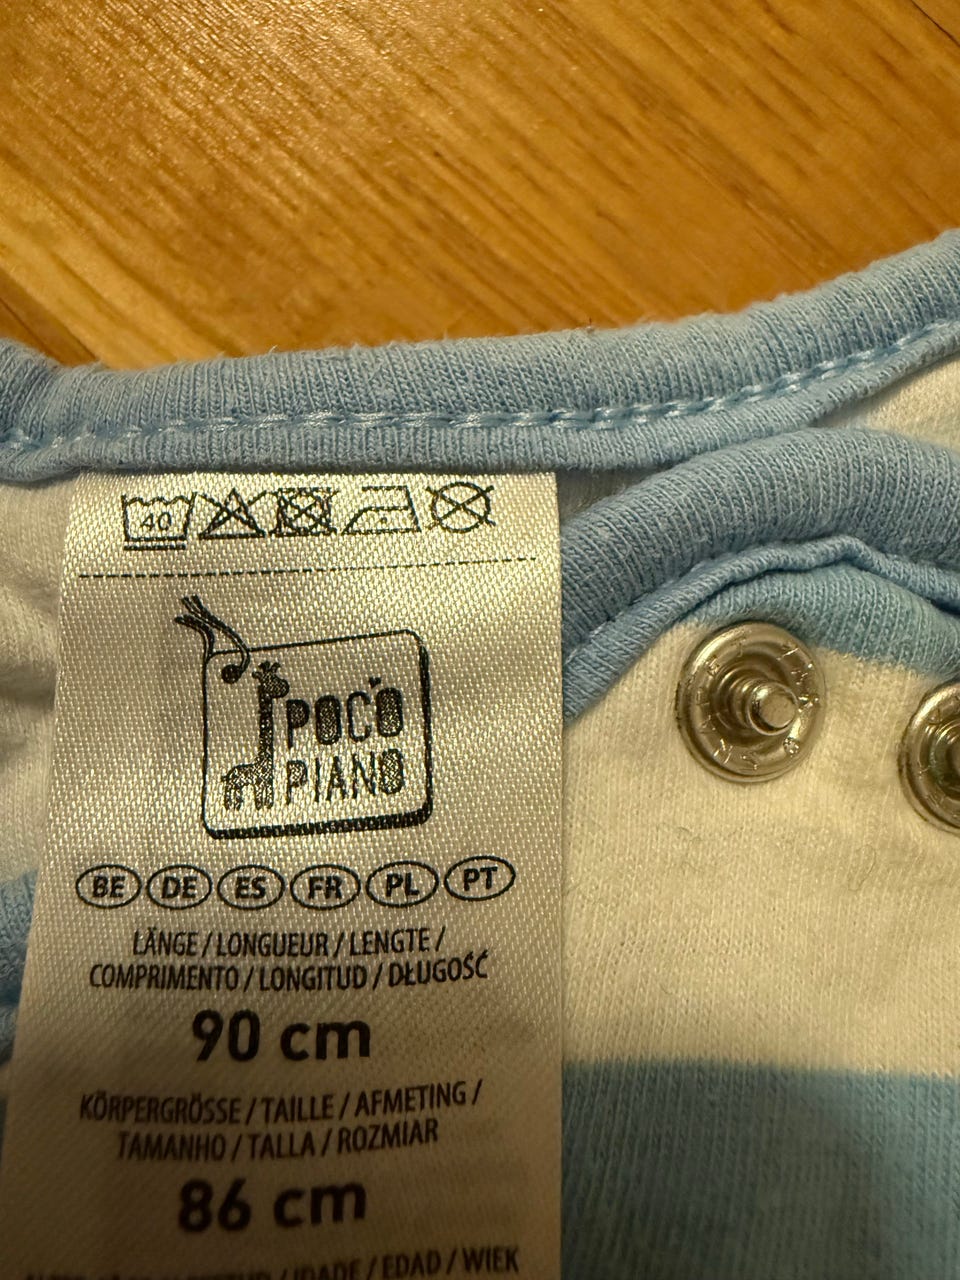 40
POCO
PIANO
BE DE ES FR PL PT
LÄNGE / LONGUEUR / LENGTE /
COMPRIMENTO / LONGITUD / DŁUGOŚĆ
90 cm
KÖRPERGRÖSSE / TAILLE / AFMETING /
TAMANHO / TALLA / ROZMIAR
86 cm
/ IDADE / EDAD / WIEK